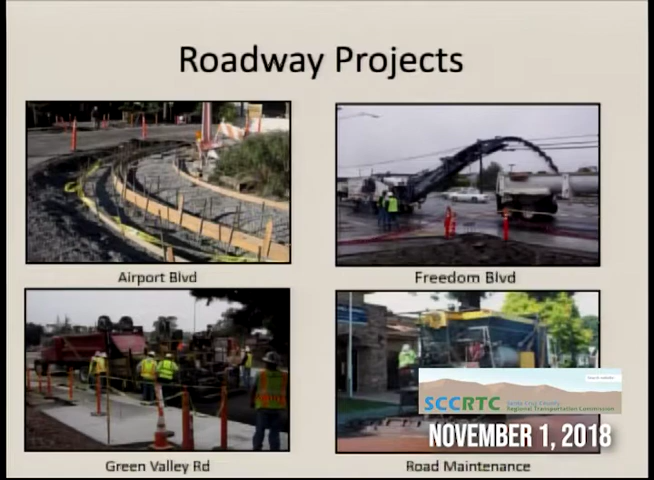 Roadway Projects
Airport Blvd
Freedom Blvd
Green Valley Rd
Road Maintenance
SCCRTC
Santa Cruz County
Regional Transportation Commission
NOVEMBER 1, 2018